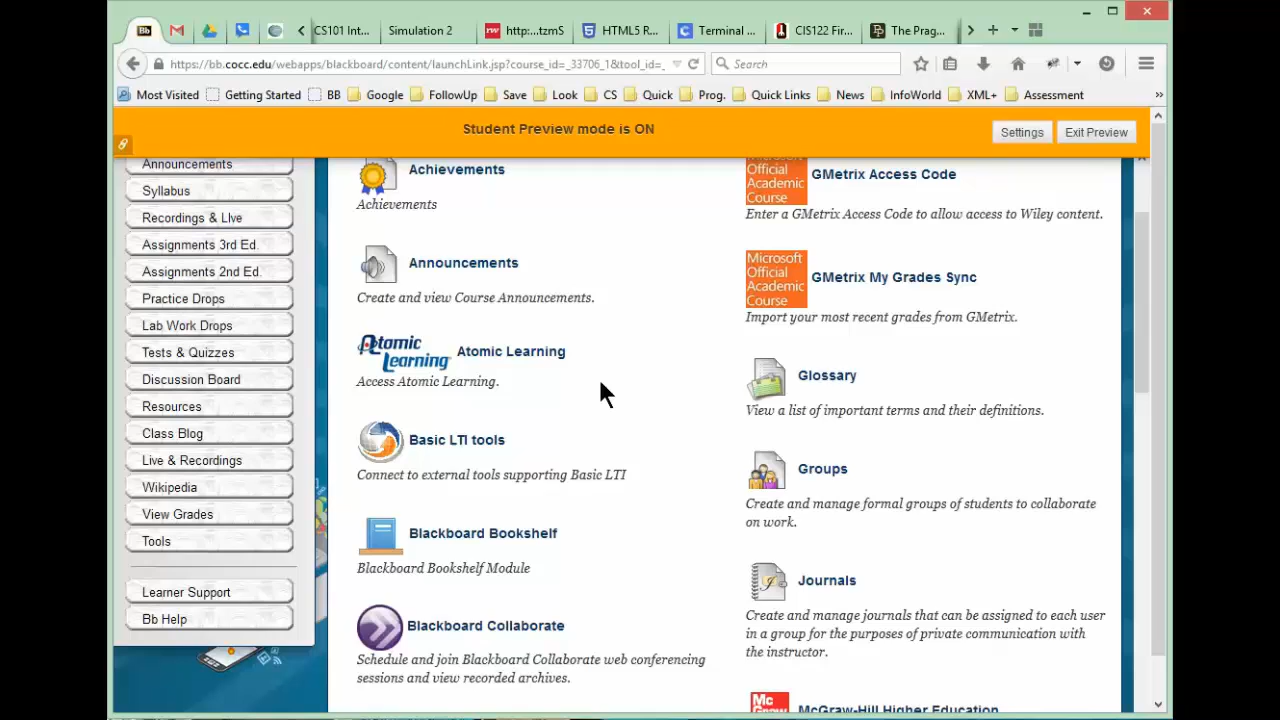 Bb
CS101 Int...
Simulation 2
rw
http:...tzmS
HTML5 R...
Terminal ...
CIS122 Fir...
The Prag...
https://bb.cocc.edu/webapps/blackboard/content/launchLink.jsp?course_id=_33706_1&tool_id=_
Search
Most Visited
Getting Started
BB
Google
FollowUp
Save
Look
CS
Quick
Prog.
Quick Links
News
InfoWorld
XML+
Assessment
»
Student Preview mode is ON
Settings
Exit Preview
Announcements
Syllabus
Recordings & LIve
Assignments 3rd Ed.
Assignments 2nd Ed.
Practice Drops
Lab Work Drops
Tests & Quizzes
Discussion Board
Resources
Class Blog
Live & Recordings
Wikipedia
View Grades
Tools
Learner Support
Bb Help
Achievements
Achievements
Announcements
Create and view Course Announcements.
Atomic Learning
Atomic Learning
Access Atomic Learning.
Basic LTI tools
Connect to external tools supporting Basic LTI
Blackboard Bookshelf
Blackboard Bookshelf Module
Blackboard Collaborate
Schedule and join Blackboard Collaborate web conferencing
sessions and view recorded archives.
Microsoft
Official
Academic
Course
GMetrix Access Code
Enter a GMetrix Access Code to allow access to Wiley content.
Microsoft
Official
Academic
Course
GMetrix My Grades Sync
Import your most recent grades from GMetrix.
Glossary
View a list of important terms and their definitions.
Groups
Create and manage formal groups of students to collaborate
on work.
Journals
Create and manage journals that can be assigned to each user
in a group for the purposes of private communication with
the instructor.
Mc
Graw
McGraw-Hill Higher Education